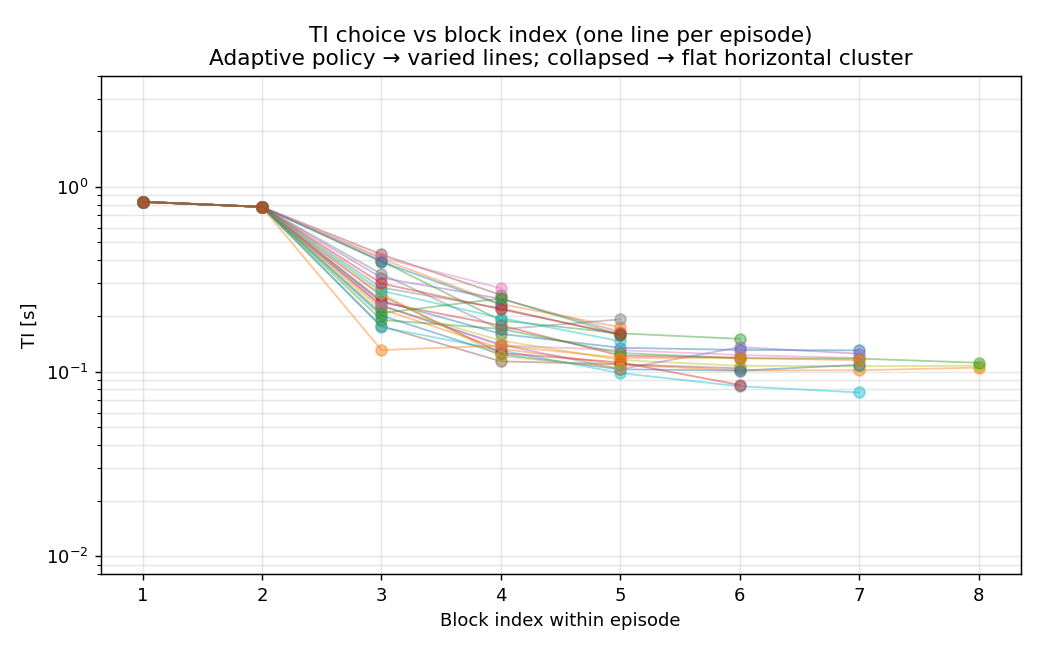 TI choice vs block index (one line per episode)
Adaptive policy → varied lines; collapsed → flat horizontal cluster
TI [s]
10⁰
10⁻¹
10⁻²
1 2 3 4 5 6 7 8
Block index within episode